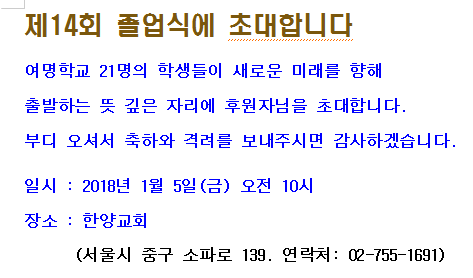 제14회 졸업식에 초대합니다
여명학교 21명의 학생들이 새로운 미래를 향해
출발하는 뜻 깊은 자리에 후원자님을 초대합니다.
부디 오셔서 축하와 격려를 보내주시면 감사하겠습니다.
일시 : 2018년 1월 5일(금) 오전 10시
장소 : 한양교회
(서울시 중구 소파로 139. 연락처: 02-755-1691)